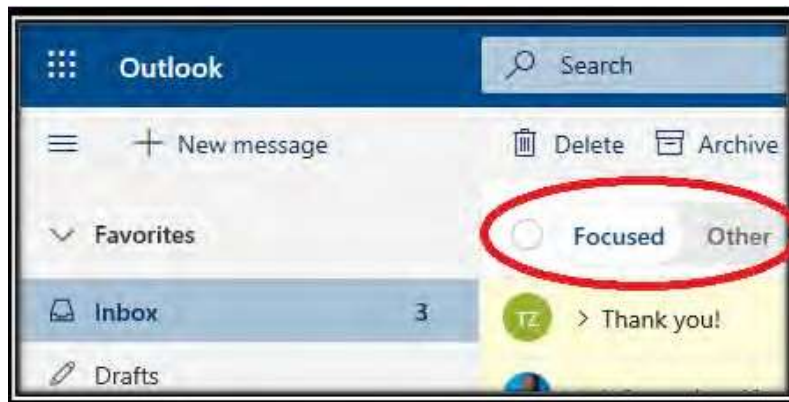 Outlook
Search
New message
Delete
Archive
Favorites
Focused
Other
Inbox
3
TZ
> Thank you!
Drafts